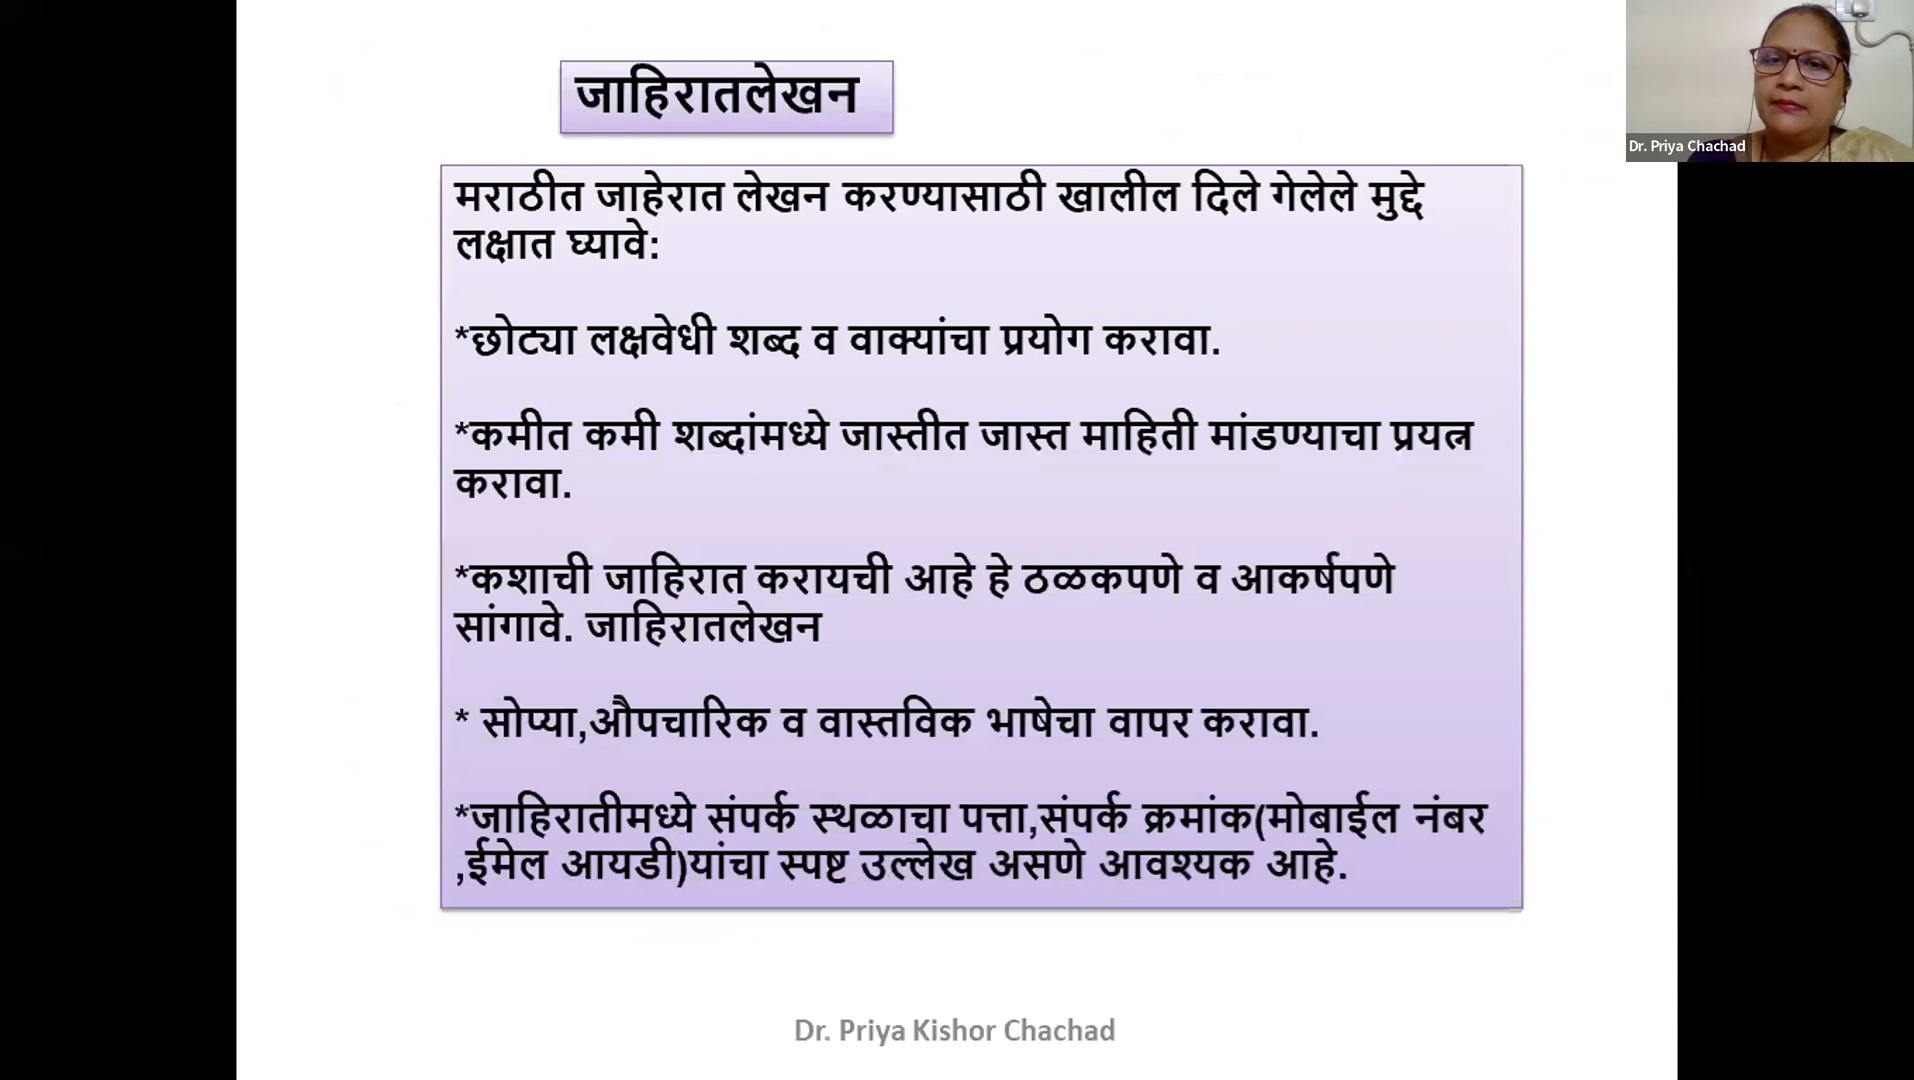 जाहिरातलेखन
Dr. Priya Chachad
मराठीत जाहेरात लेखन करण्यासाठी खालील दिले गेलेले मुद्दे
लक्षात घ्यावे:
*छोट्या लक्षवेधी शब्द व वाक्यांचा प्रयोग करावा.
*कमीत कमी शब्दांमध्ये जास्तीत जास्त माहिती मांडण्याचा प्रयत्न
करावा.
*कशाची जाहिरात करायची आहे हे ठळकपणे व आकर्षपणे
सांगावे. जाहिरातलेखन
* सोप्या,औपचारिक व वास्तविक भाषेचा वापर करावा.
*जाहिरातीमध्ये संपर्क स्थळाचा पत्ता,संपर्क क्रमांक(मोबाईल नंबर
,ईमेल आयडी)यांचा स्पष्ट उल्लेख असणे आवश्यक आहे.
Dr. Priya Kishor Chachad